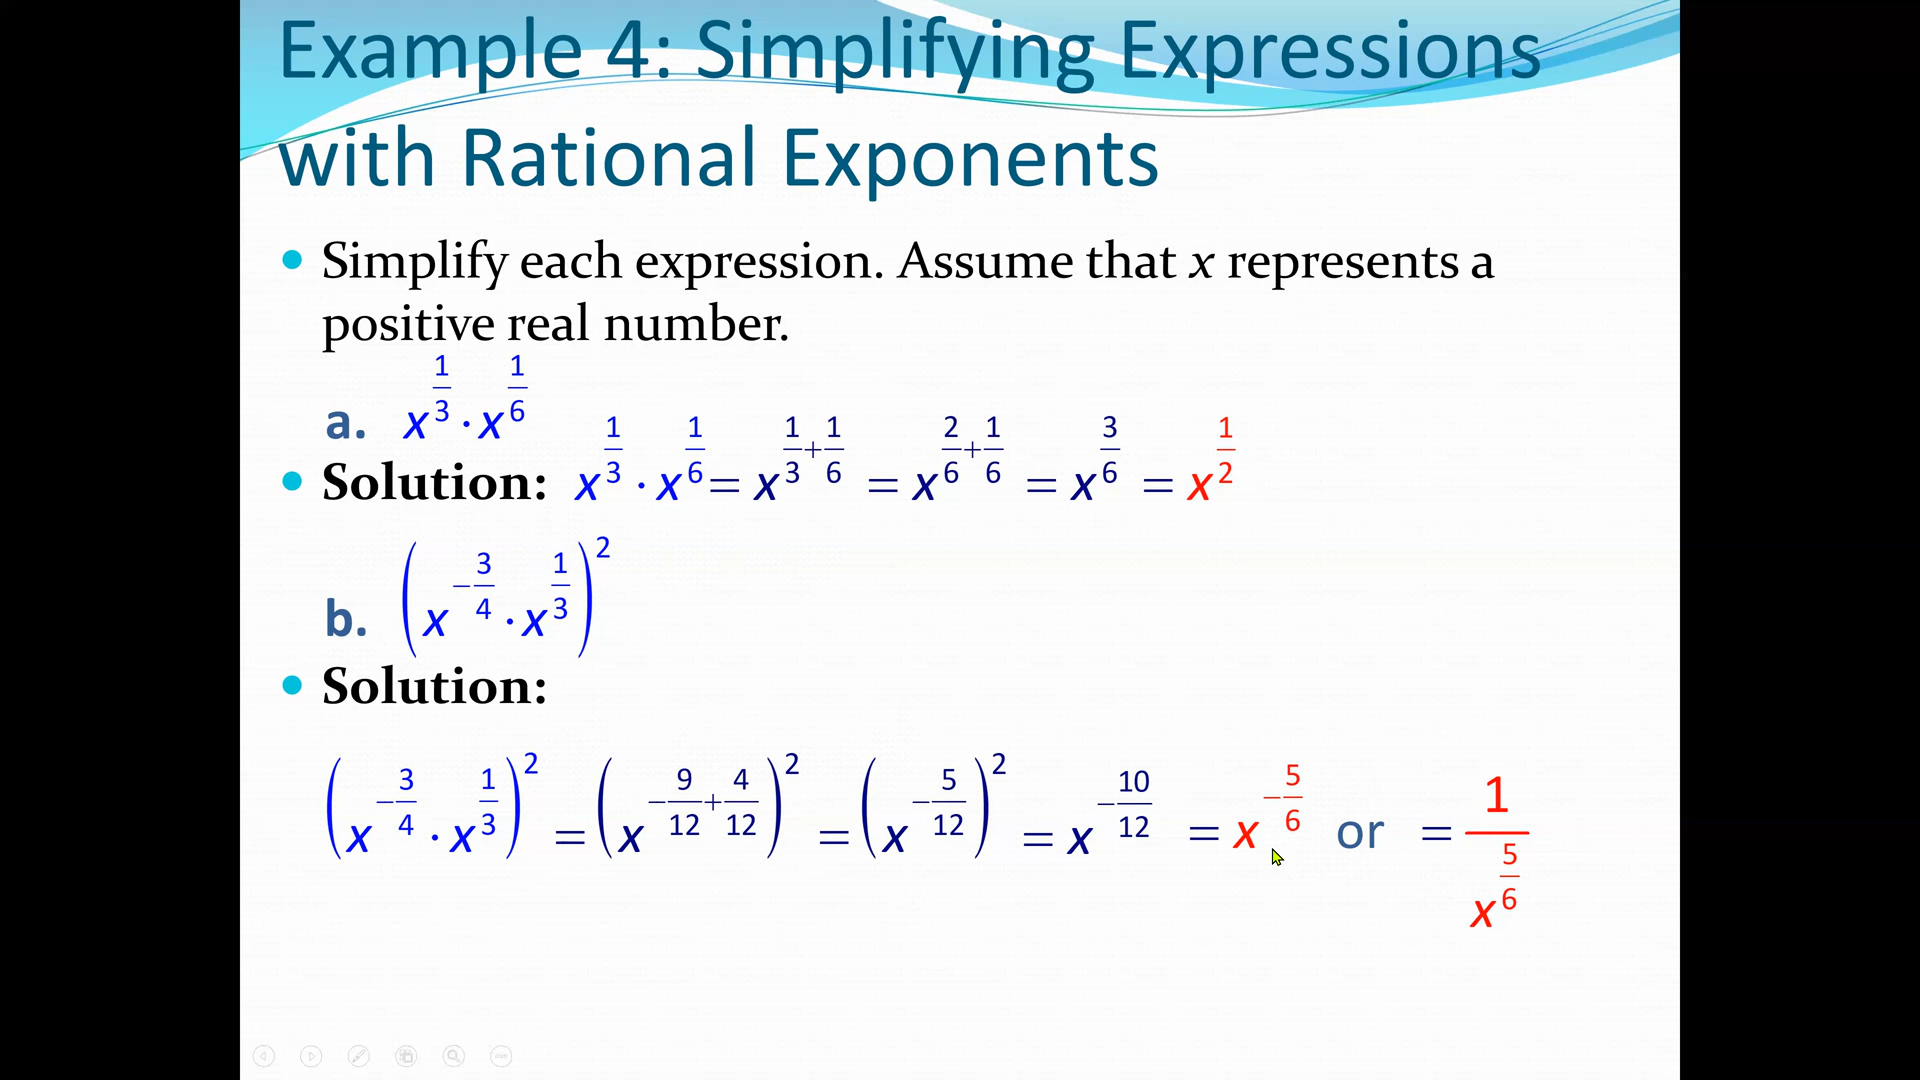 Example 4: Simplifying Expressions
with Rational Exponents
• Simplify each expression. Assume that x represents a
positive real number.
a. x^(1/3) · x^(1/6)
• Solution: x^(1/3) · x^(1/6) = x^(1/3+1/6) = x^(2/6+1/6) = x^(3/6) = x^(1/2)
b. (x^(−3/4) · x^(1/3))^2
• Solution:
(x^(−3/4) · x^(1/3))^2 = (x^(−9/12+4/12))^2 = (x^(−5/12))^2 = x^(−10/12) = x^(−5/6) or = 1/x^(5/6)